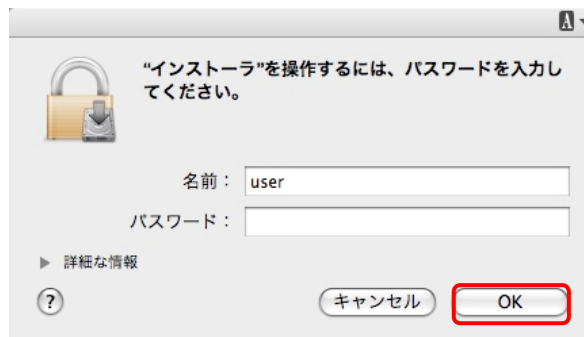 A
“インストーラ”を操作するには、パスワードを入力し
てください。
名前： user
パスワード：
▶ 詳細な情報
? キャンセル OK